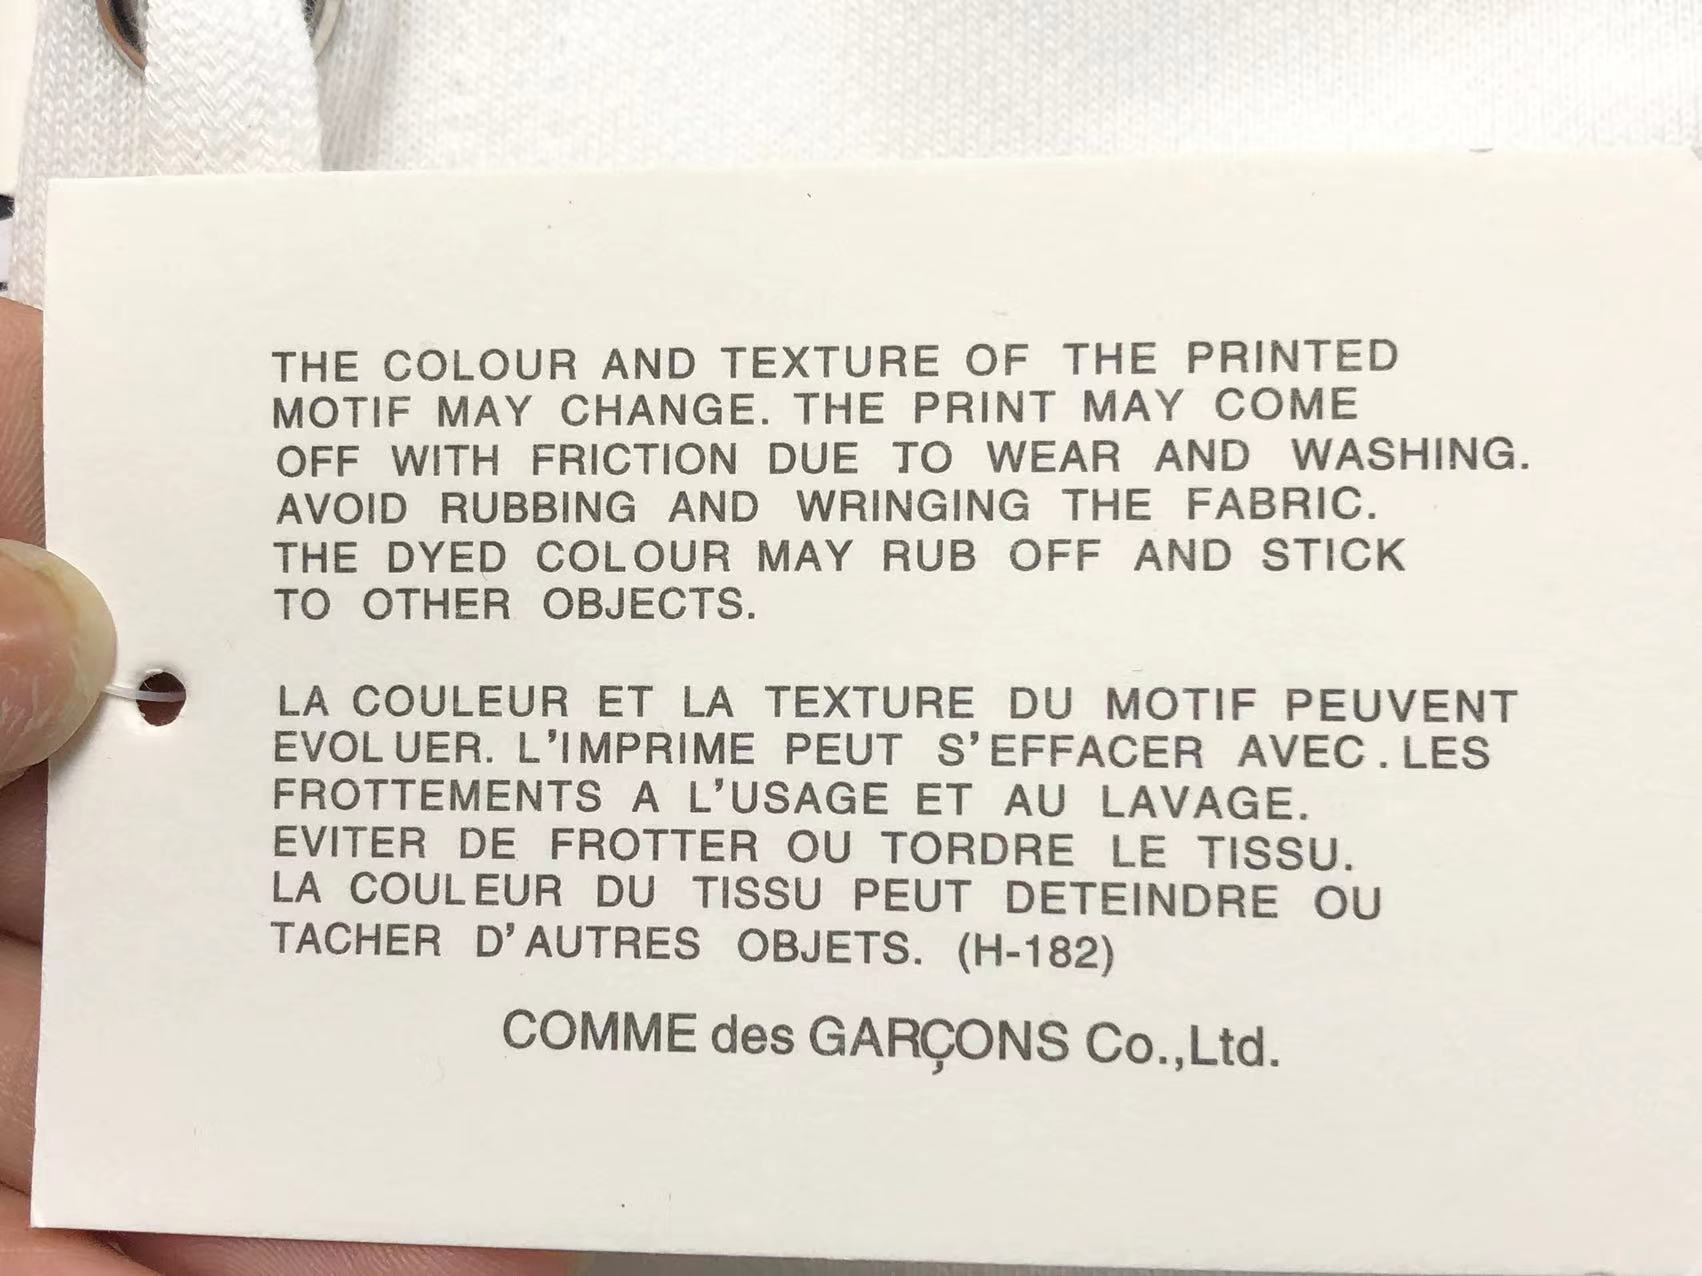 THE COLOUR AND TEXTURE OF THE PRINTED
MOTIF MAY CHANGE. THE PRINT MAY COME
OFF WITH FRICTION DUE TO WEAR AND WASHING.
AVOID RUBBING AND WRINGING THE FABRIC.
THE DYED COLOUR MAY RUB OFF AND STICK
TO OTHER OBJECTS.
LA COULEUR ET LA TEXTURE DU MOTIF PEUVENT
EVOLUER. L'IMPRIME PEUT S'EFFACER AVEC . LES
FROTTEMENTS A L'USAGE ET AU LAVAGE.
EVITER DE FROTTER OU TORDRE LE TISSU.
LA COULEUR DU TISSU PEUT DETEINDRE OU
TACHER D'AUTRES OBJETS. (H-182)
COMME des GARÇONS Co.,Ltd.